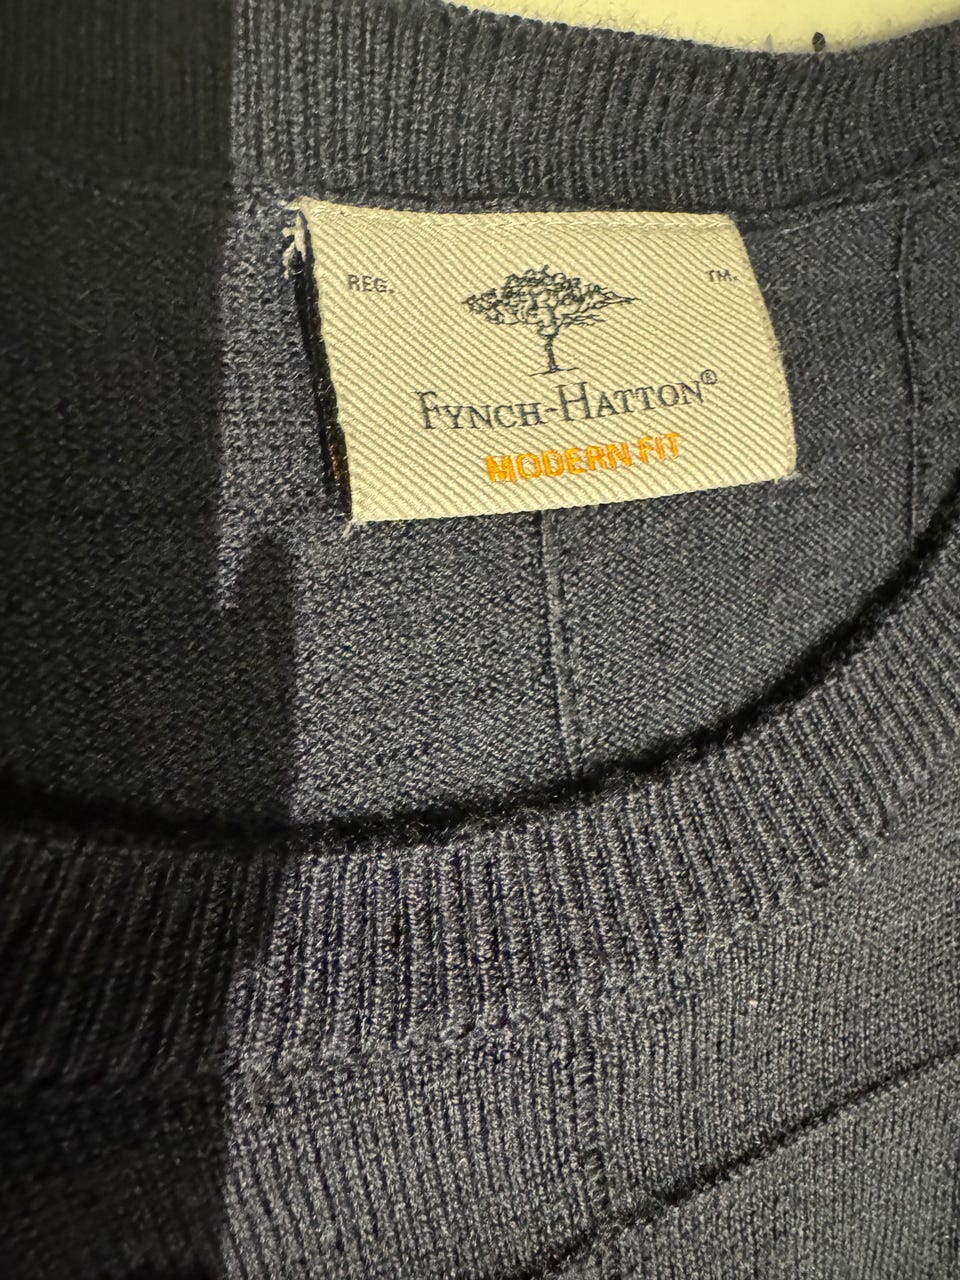 REG. TM.
FYNCH-HATTON®
MODERN FIT